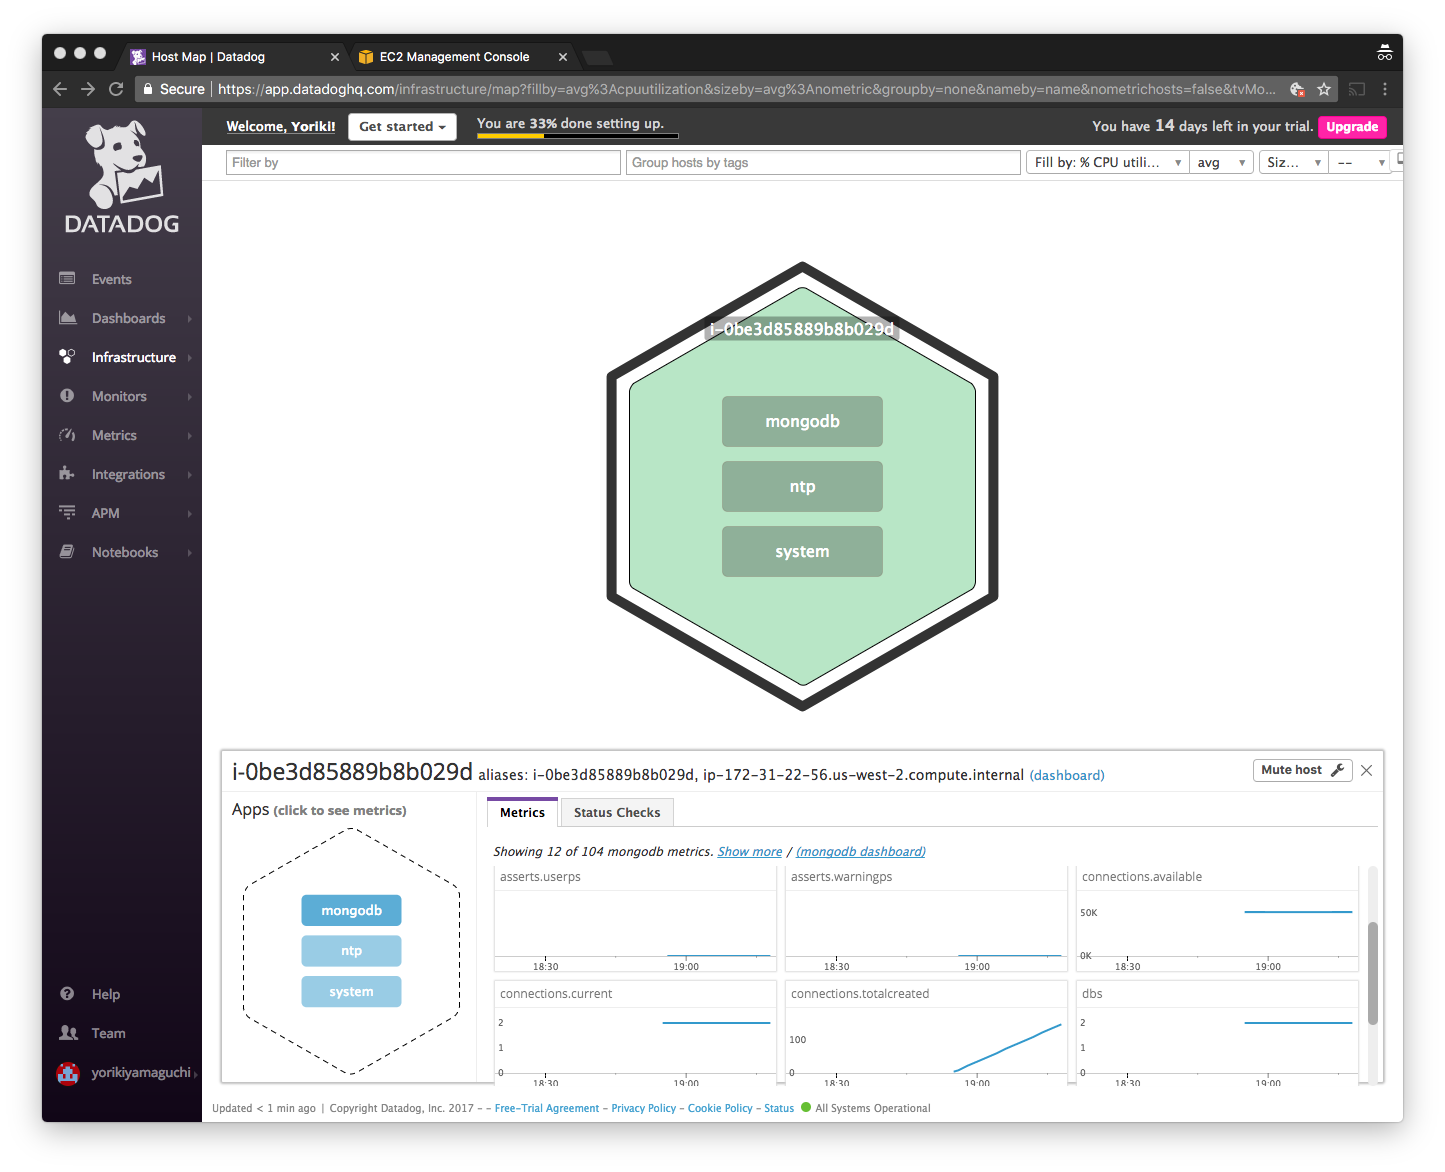 Host Map | Datadog
EC2 Management Console
Secure
https://app.datadoghq.com/infrastructure/map?fillby=avg%3Acpuutilization&sizeby=avg%3Anometric&groupby=none&nameby=name&nometrichosts=false&tvMo...
DATADOG
Events
Dashboards
Infrastructure
Monitors
Metrics
Integrations
APM
Notebooks
Help
Team
yorikiyamaguchi
Welcome, Yoriki!
Get started
You are 33% done setting up.
You have 14 days left in your trial.
Upgrade
Filter by
Group hosts by tags
Fill by: % CPU utili...
avg
Siz...
--
i-0be3d85889b8b029d
mongodb
ntp
system
i-0be3d85889b8b029d aliases: i-0be3d85889b8b029d, ip-172-31-22-56.us-west-2.compute.internal (dashboard)
Mute host
Apps (click to see metrics)
mongodb
ntp
system
Metrics
Status Checks
Showing 12 of 104 mongodb metrics. Show more / (mongodb dashboard)
asserts.userps
18:30 19:00
asserts.warningps
18:30 19:00
connections.available
50K
0K
18:30 19:00
connections.current
2
1
0
18:30 19:00
connections.totalcreated
100
0
18:30 19:00
dbs
2
1
0
18:30 19:00
Updated < 1 min ago | Copyright Datadog, Inc. 2017 - - Free-Trial Agreement - Privacy Policy - Cookie Policy - Status All Systems Operational